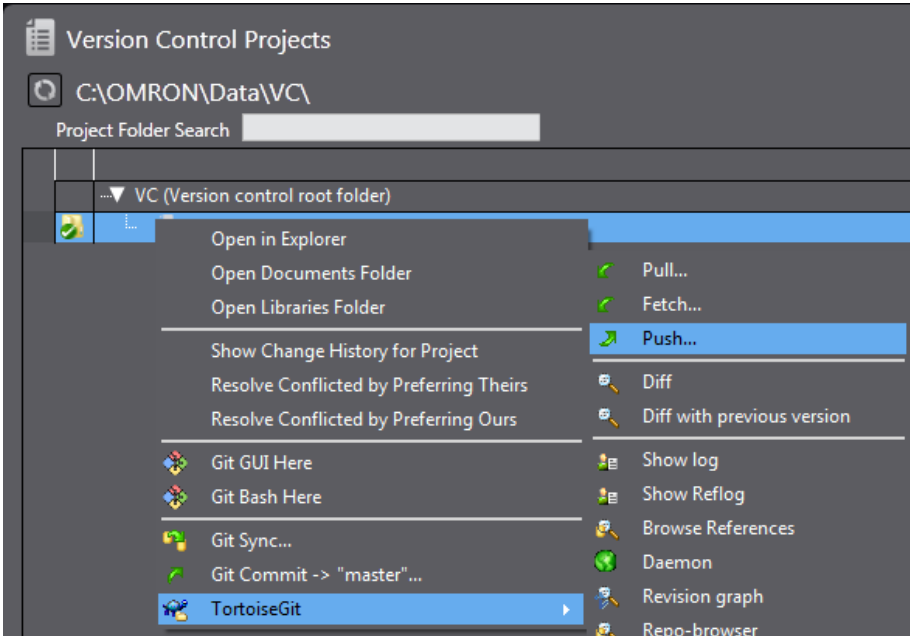 Version Control Projects
C:\OMRON\Data\VC\
Project Folder Search
VC (Version control root folder)
Open in Explorer
Open Documents Folder
Open Libraries Folder
Show Change History for Project
Resolve Conflicted by Preferring Theirs
Resolve Conflicted by Preferring Ours
Git GUI Here
Git Bash Here
Git Sync...
Git Commit -> "master"...
TortoiseGit
Pull...
Fetch...
Push...
Diff
Diff with previous version
Show log
Show Reflog
Browse References
Daemon
Revision graph
Repo-browser